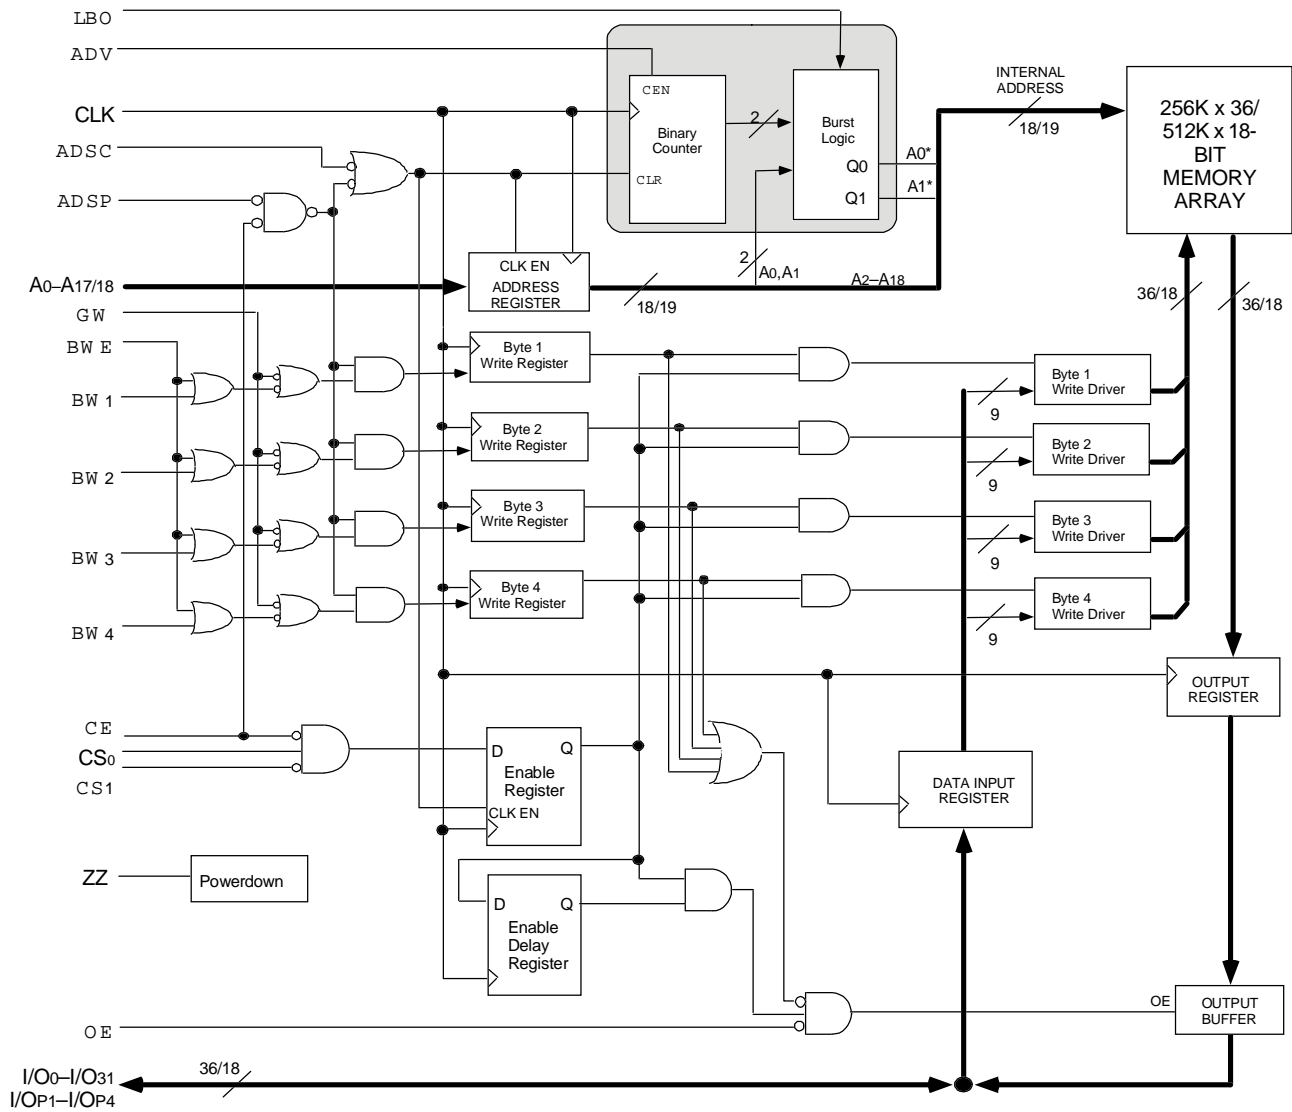 LBO
ADV
CEN
INTERNAL
ADDRESS
CLK
2
Binary
Counter
Burst
Logic
18/19
256K x 36/
512K x 18-
BIT
MEMORY
ARRAY
ADSC
A0*
Q0
CLR
ADSP
A1*
Q1
CLK EN
ADDRESS
REGISTER
2
A0,A1
A2–A18
A0–A17/18
18/19
36/18
36/18
GW
BWE
Byte 1
Write Register
Byte 1
Write Driver
BW1
9
Byte 2
Write Register
Byte 2
Write Driver
BW2
9
Byte 3
Write Register
Byte 3
Write Driver
BW3
9
Byte 4
Write Register
Byte 4
Write Driver
BW4
9
OUTPUT
REGISTER
CE
CS0
CS1
D
Q
Enable
Register
CLK EN
DATA INPUT
REGISTER
ZZ
Powerdown
D
Q
Enable
Delay
Register
OE
OE
OUTPUT
BUFFER
36/18
I/O0–I/O31
I/OP1–I/OP4